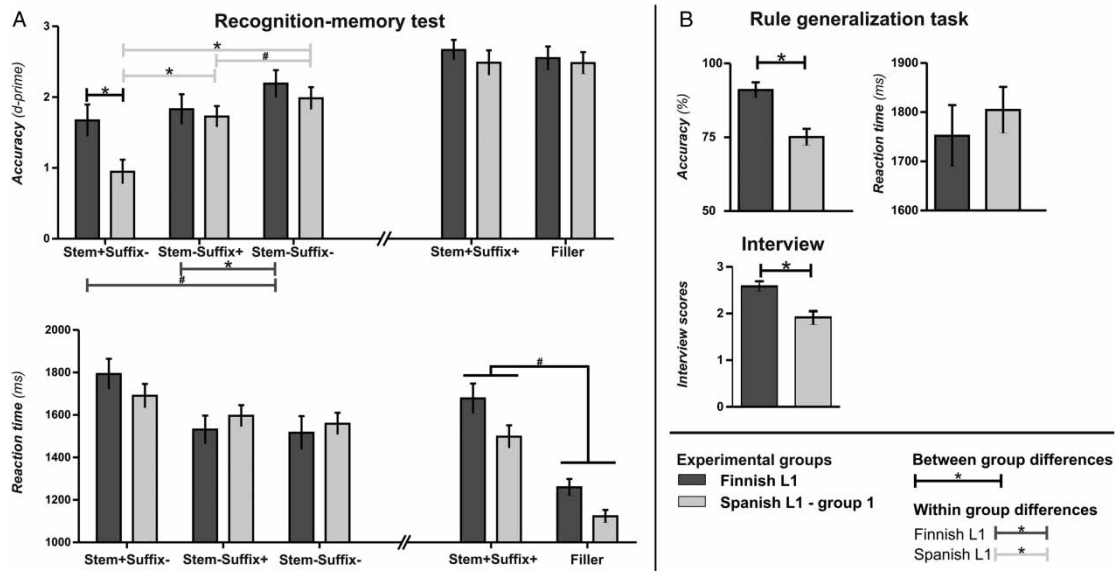 A
Recognition-memory test
Accuracy (d-prime)
3
2
1
0
*
*
#
*
Stem+Suffix-
Stem-Suffix+
Stem-Suffix-
//
Stem+Suffix+
Filler
*
#
Reaction time (ms)
2000
1800
1600
1400
1200
1000
#
Stem+Suffix-
Stem-Suffix+
Stem-Suffix-
//
Stem+Suffix+
Filler
B
Rule generalization task
Accuracy (%)
100
75
50
*
Reaction time (ms)
1900
1800
1700
1600
Interview
Interview scores
3
2
1
0
*
Experimental groups
Finnish L1
Spanish L1 - group 1
Between group differences
*
Within group differences
Finnish L1 *
Spanish L1 *